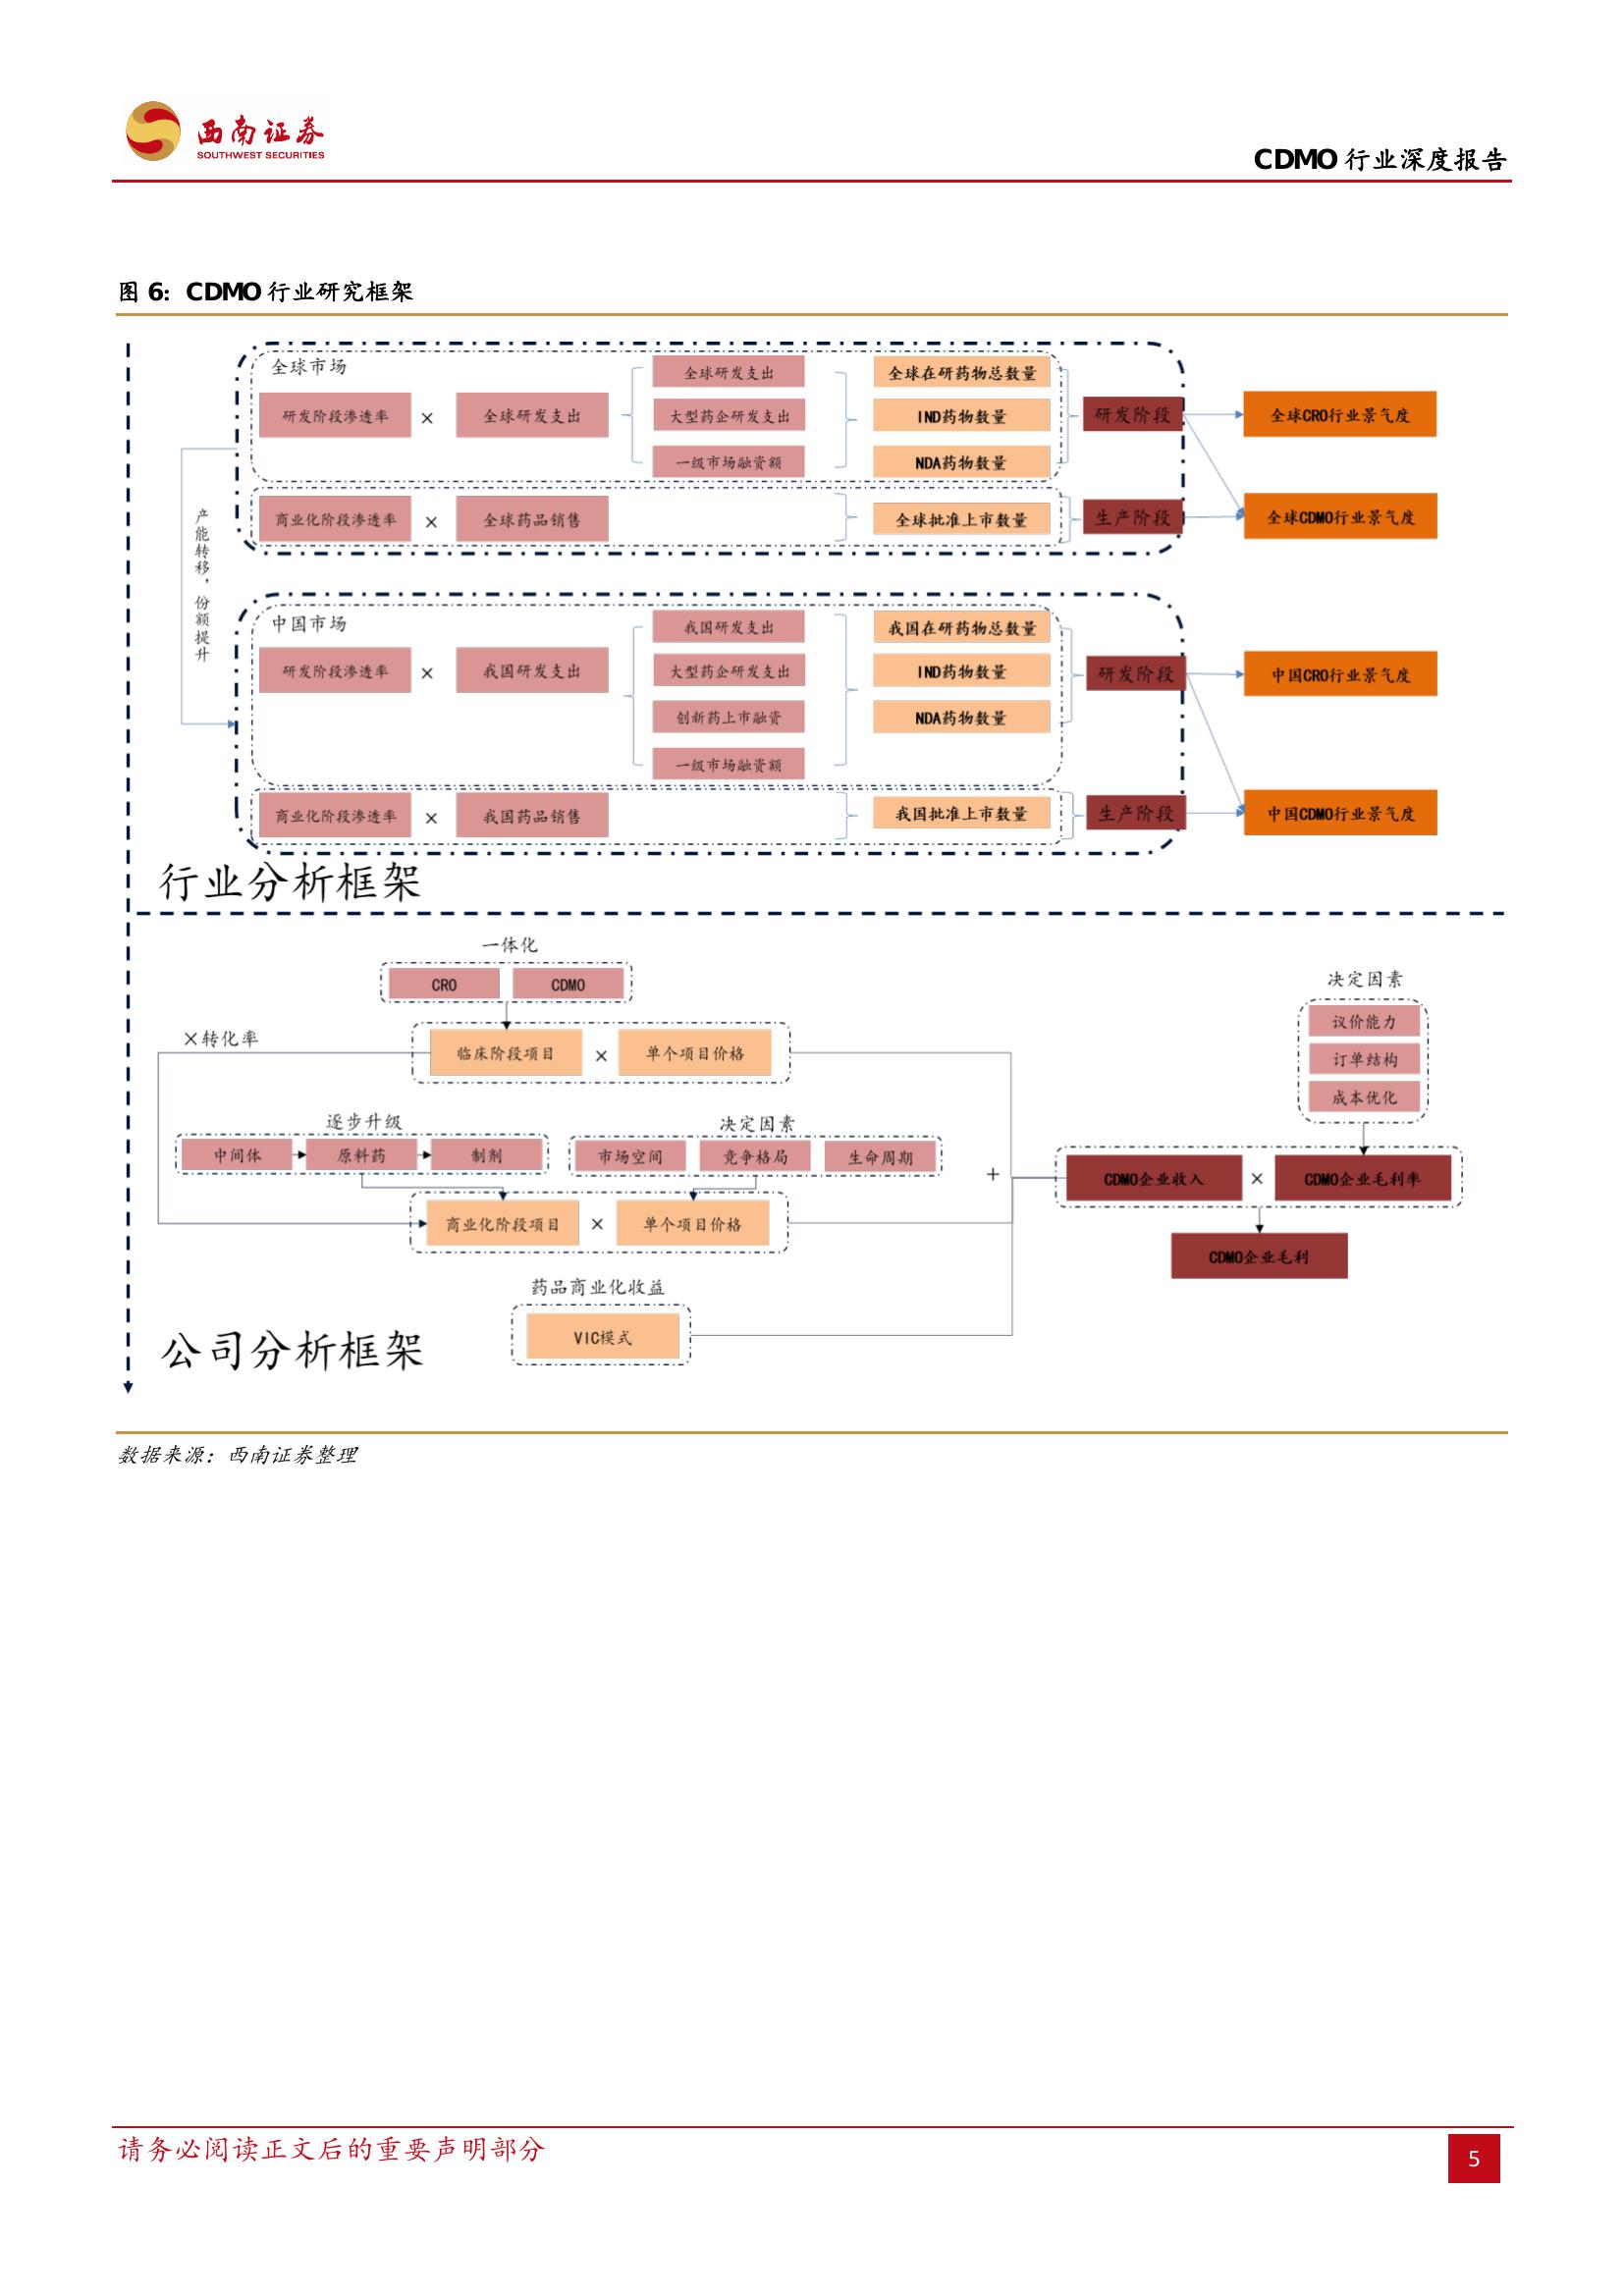 西南证券
SOUTHWEST SECURITIES
CDMO 行业深度报告
图 6：CDMO 行业研究框架
全球市场
研发阶段渗透率 × 全球研发支出
全球研发支出
大型药企研发支出
一级市场融资额
全球在研药物总数量
IND药物数量
NDA药物数量
研发阶段
全球CRO行业景气度
商业化阶段渗透率 × 全球药品销售
全球批准上市数量
生产阶段
全球CDMO行业景气度
产能转移，份额提升
中国市场
研发阶段渗透率 × 我国研发支出
我国研发支出
大型药企研发支出
创新药上市融资
一级市场融资额
我国在研药物总数量
IND药物数量
NDA药物数量
研发阶段
中国CRO行业景气度
商业化阶段渗透率 × 我国药品销售
我国批准上市数量
生产阶段
中国CDMO行业景气度
行业分析框架
一体化
CRO CDMO
×转化率
临床阶段项目 × 单个项目价格
逐步升级
中间体 原料药 制剂
决定因素
市场空间 竞争格局 生命周期
商业化阶段项目 × 单个项目价格
药品商业化收益
VIC模式
+
决定因素
议价能力
订单结构
成本优化
CDMO企业收入 × CDMO企业毛利率
CDMO企业毛利
公司分析框架
数据来源：西南证券整理
请务必阅读正文后的重要声明部分
5